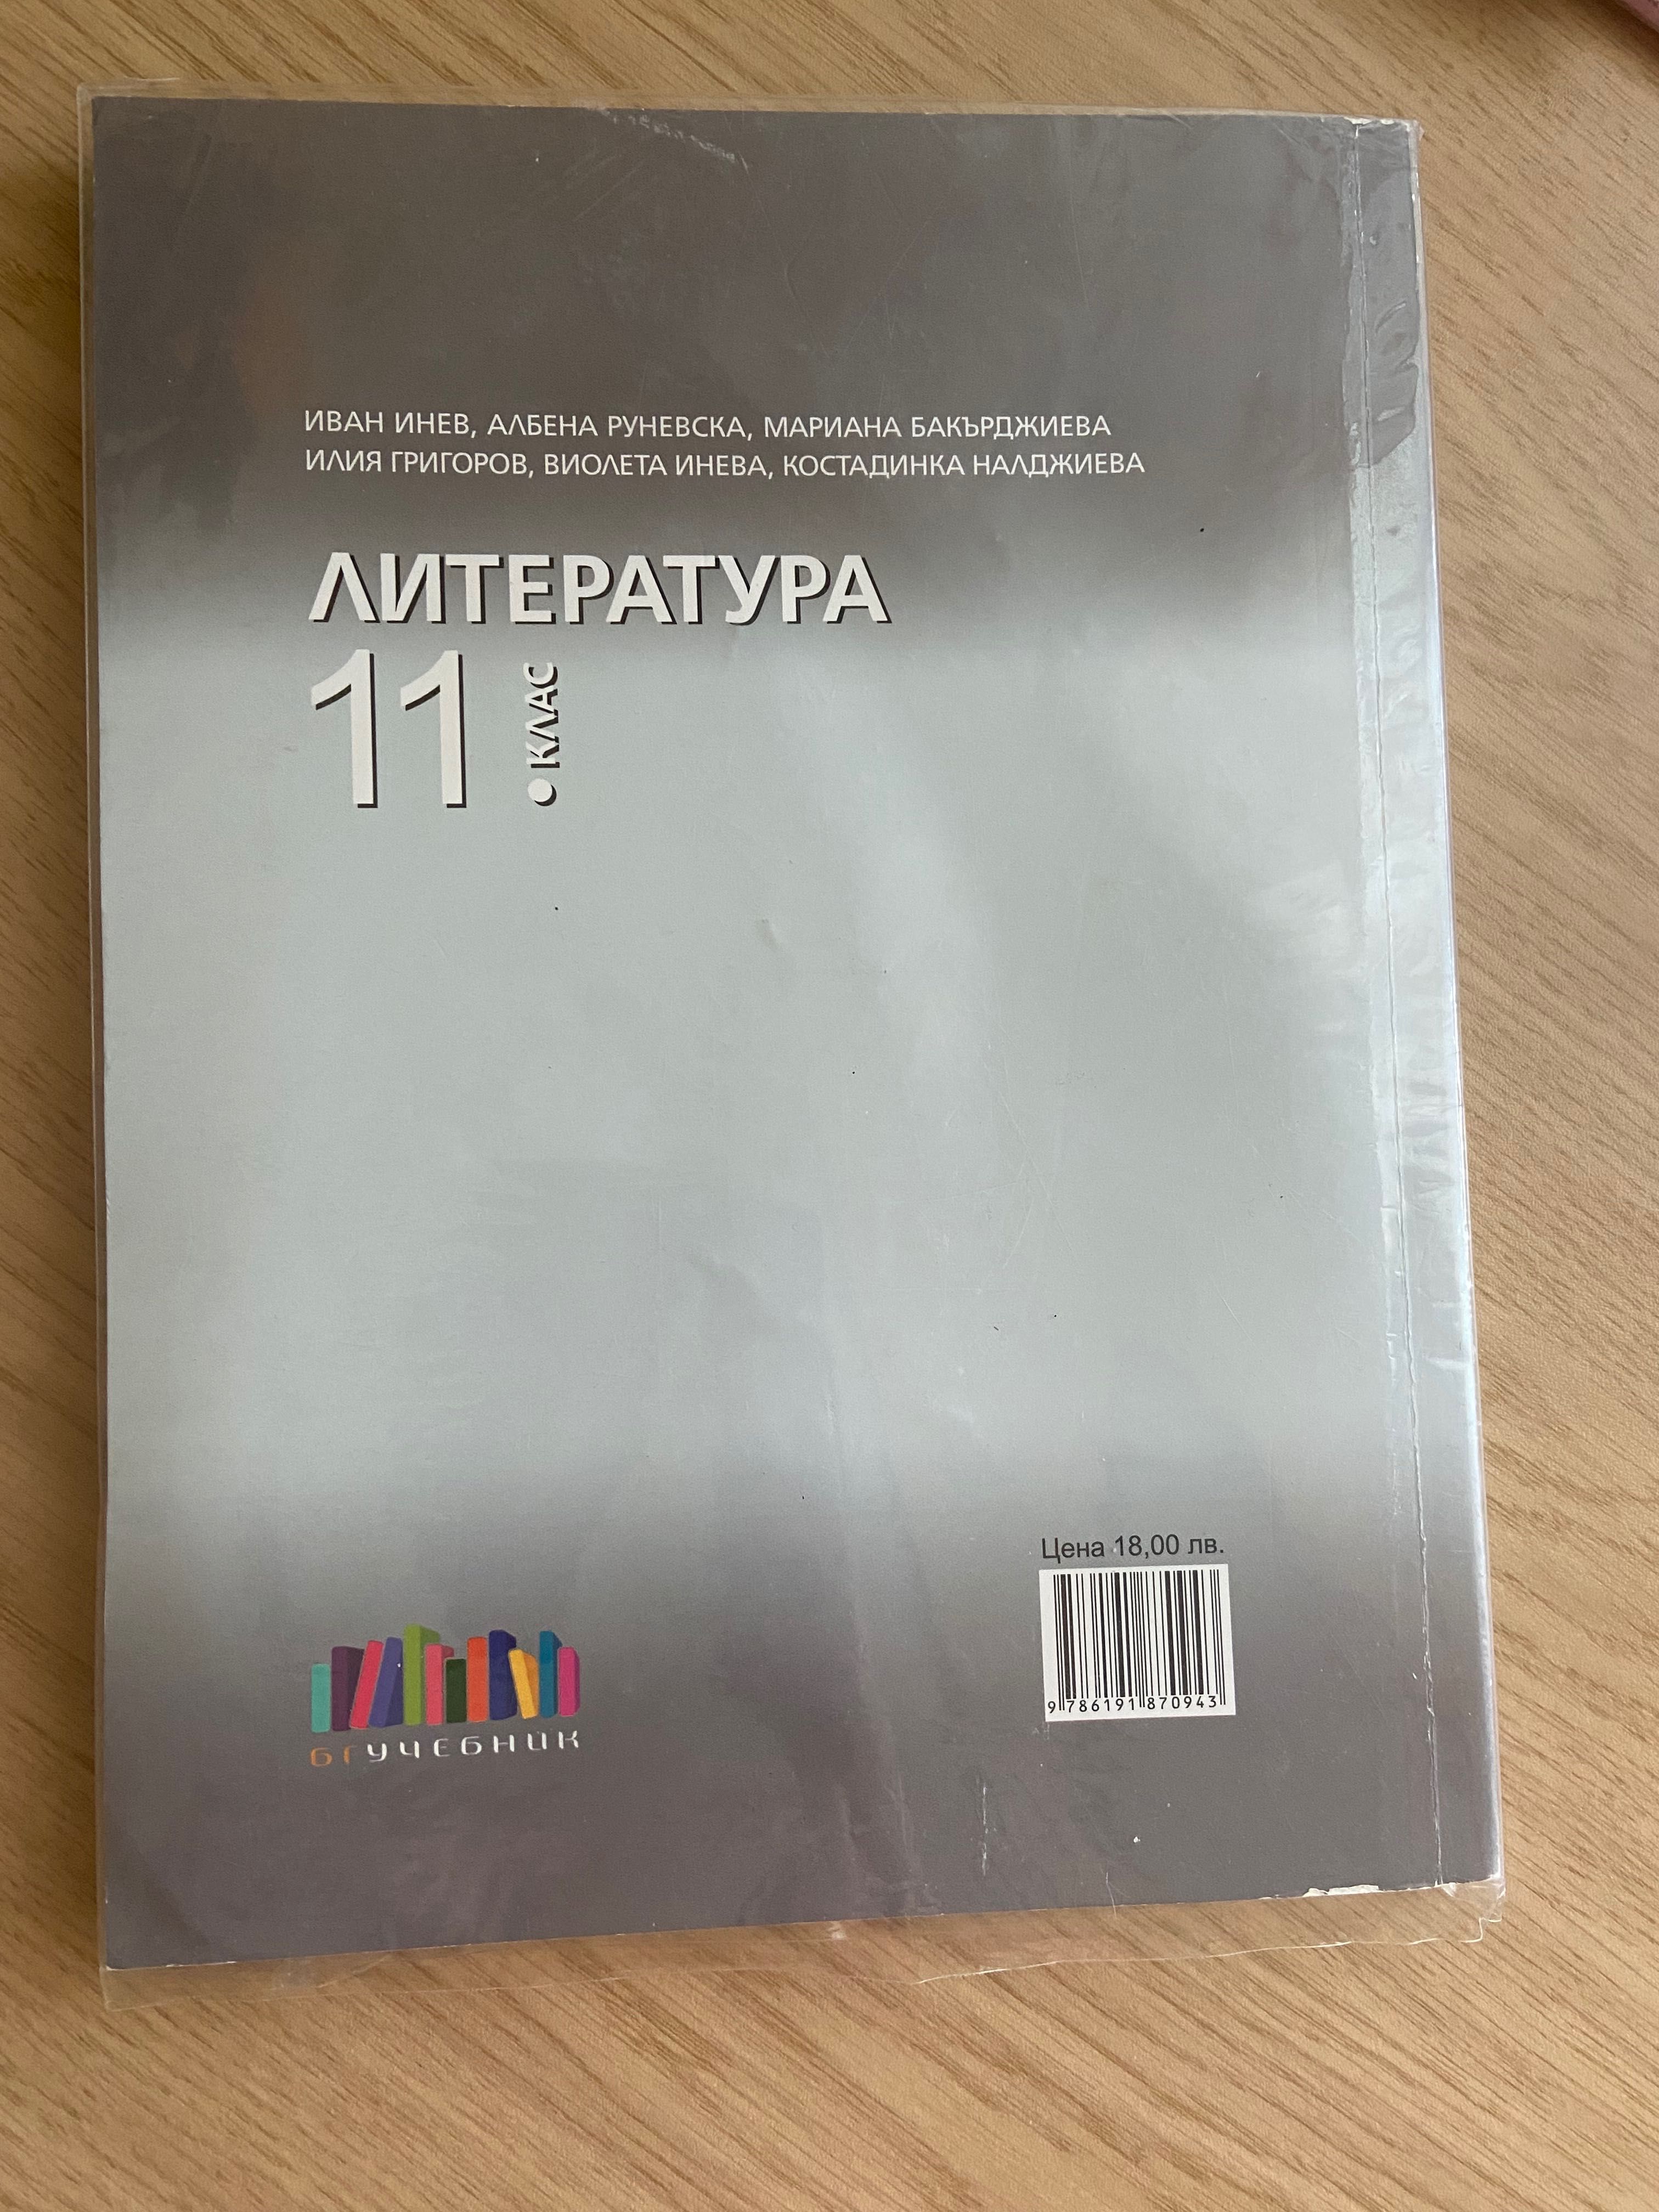 ИВАН ИНЕВ, АЛБЕНА РУНЕВСКА, МАРИАНА БАКЪРДЖИЕВА
ИЛИЯ ГРИГОРОВ, ВИОЛЕТА ИНЕВА, КОСТАДИНКА НАЛДЖИЕВА
ЛИТЕРАТУРА
11. КЛАС
Цена 18,00 лв.
9 786191 870943
БГУЧЕБНИК